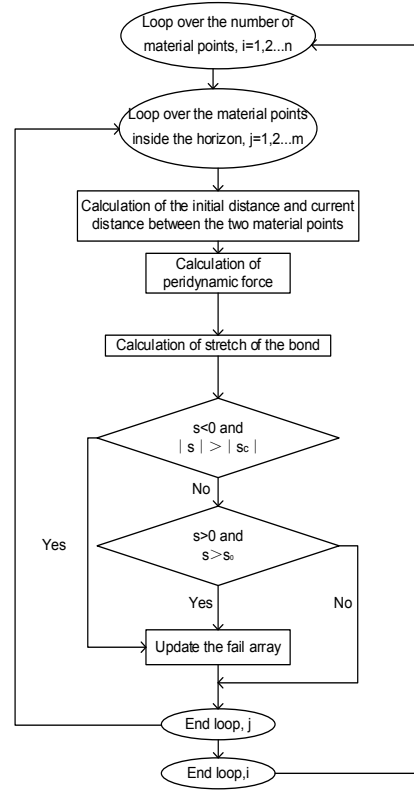 Loop over the number of
material points, i=1,2...n
Loop over the material points
inside the horizon, j=1,2...m
Calculation of the initial distance and current
distance between the two material points
Calculation of
peridynamic force
Calculation of stretch of the bond
s<0 and
| s | > | sc |
No
Yes
s>0 and
s>s₀
Yes
No
Update the fail array
End loop, j
End loop,i